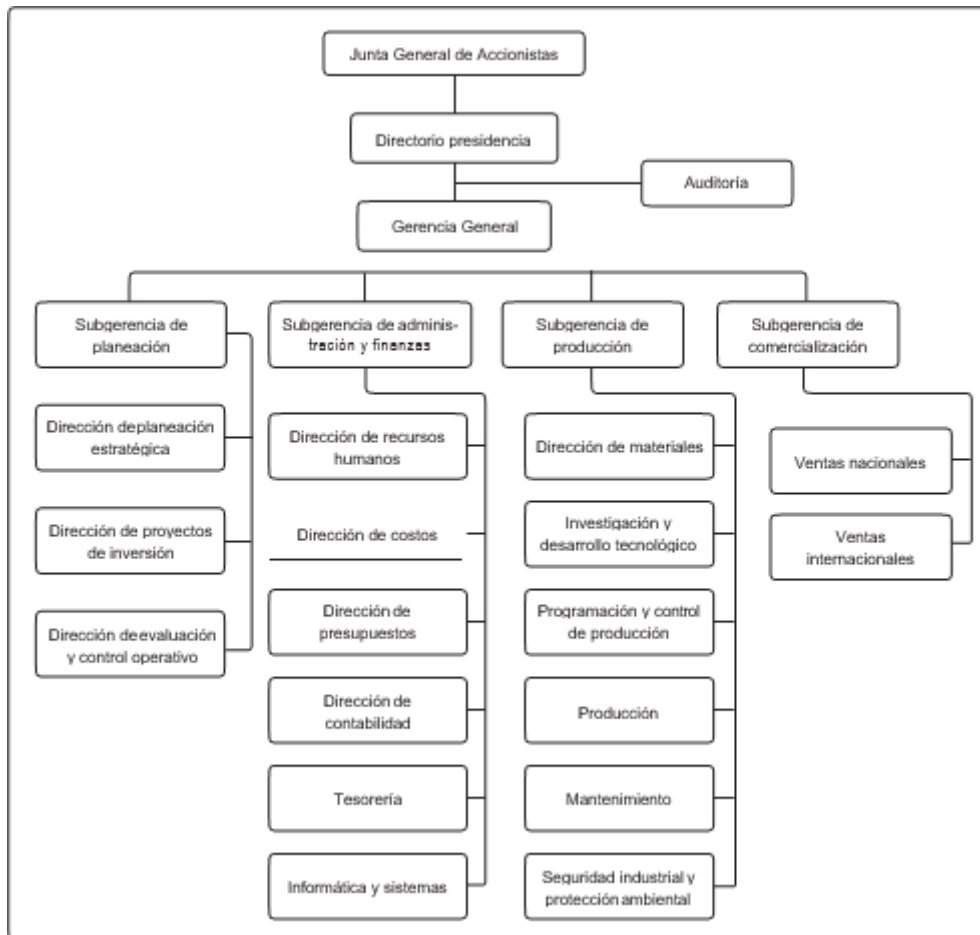 Junta General de Accionistas
Directorio presidencia
Auditoría
Gerencia General
Subgerencia de
planeación
Subgerencia de adminis-
tración y finanzas
Subgerencia de
producción
Subgerencia de
comercialización
Dirección deplaneación
estratégica
Dirección de proyectos
de inversión
Dirección de evaluación
y control operativo
Dirección de recursos
humanos
Dirección de costos
Dirección de
presupuestos
Dirección de
contabilidad
Tesorería
Informática y sistemas
Dirección de materiales
Investigación y
desarrollo tecnológico
Programación y control
de producción
Producción
Mantenimiento
Seguridad industrial y
protección ambiental
Ventas nacionales
Ventas
internacionales